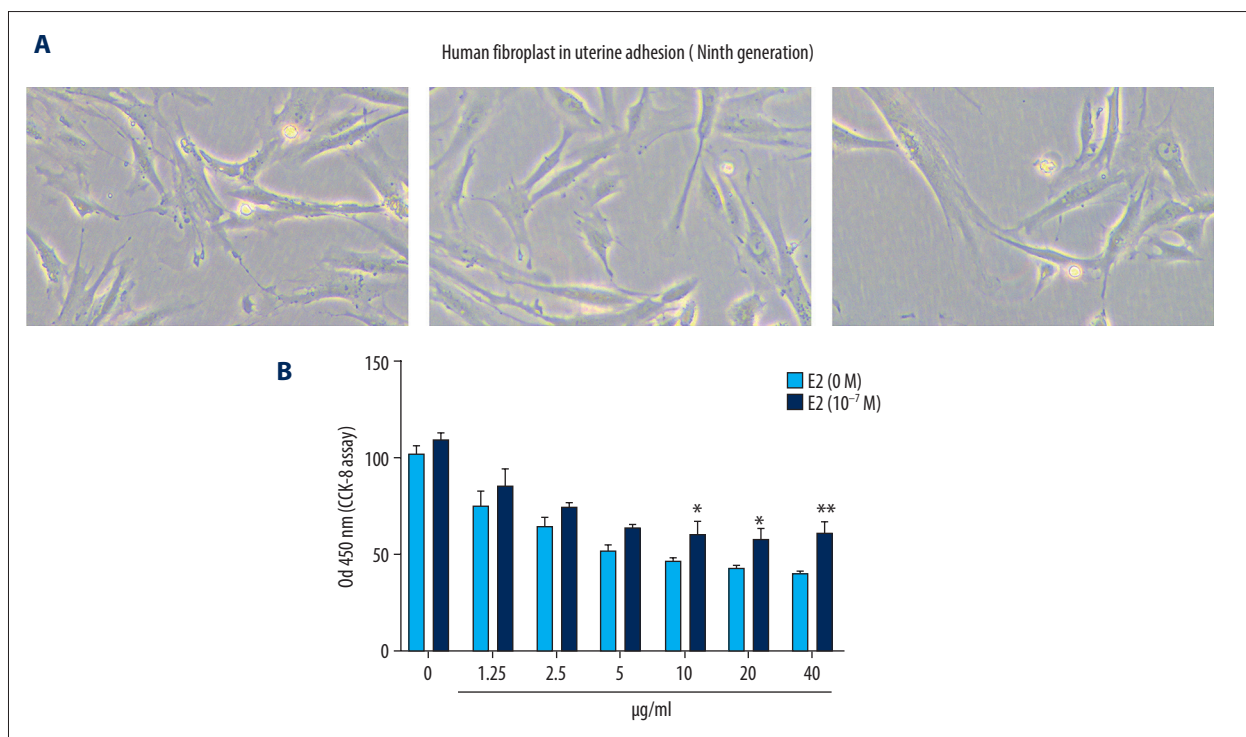 A
Human fibroplast in uterine adhesion ( Ninth generation)
B
150
100
50
0
Od 450 nm (CCK-8 assay)
E2 (0 M)
E2 (10⁻⁷ M)
* * **
0 1.25 2.5 5 10 20 40
µg/ml